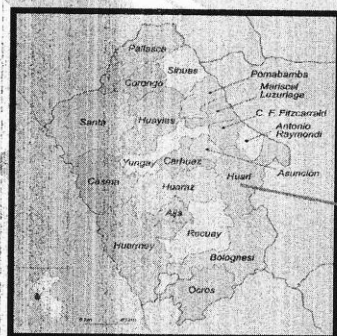 Pallasca
Sihuas
Corongo
Pomabamba
Mariscal
Luzuriaga
C. F. Fitzcarrald
Santa
Huaylas
Antonio
Raymondi
Yungay
Carhuaz
Asunción
Casma
Huaraz
Huari
Aija
Recuay
Huarmey
Bolognesi
Ocros